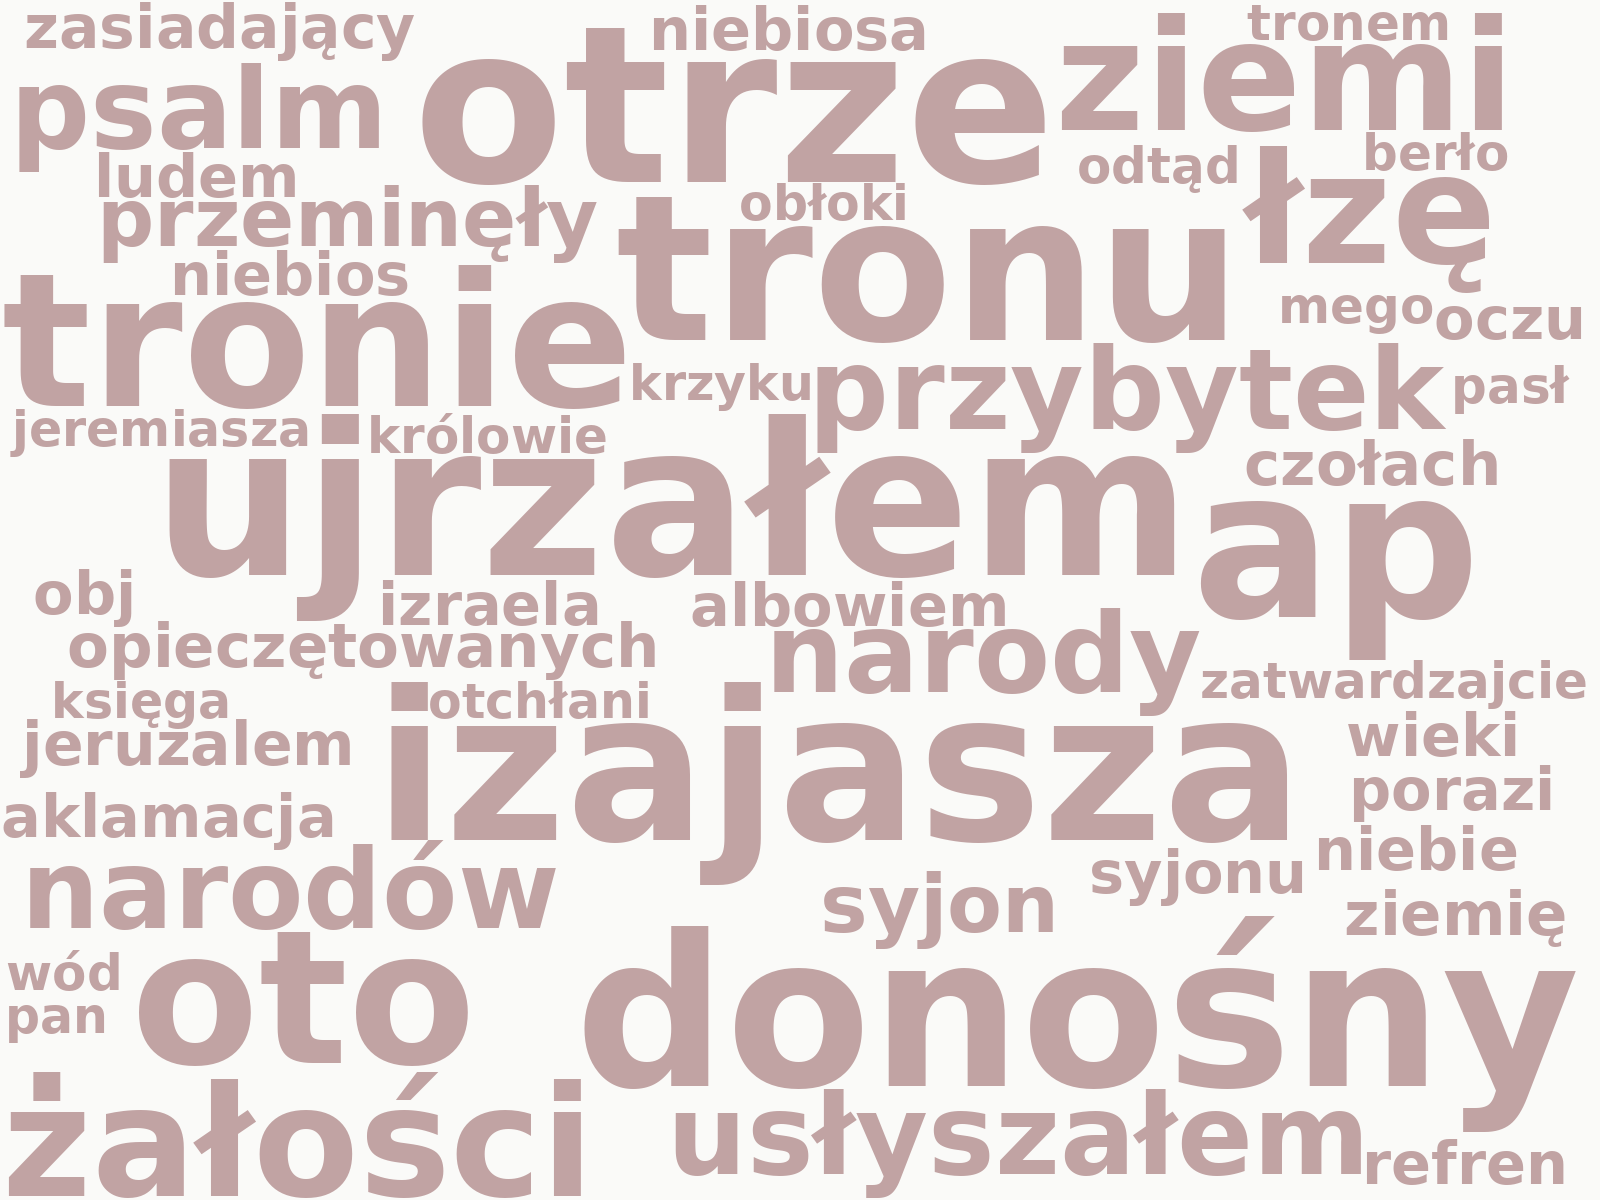 zasiadający
niebiosa
tronem
otrze
ziemi
psalm
berło
odtąd
ludem
łzę
obłoki
przeminęły
tronu
niebios
tronie
mego
oczu
krzyku
przybytek
pasł
jeremiasza
królowie
czołach
ujrzałem
ap
obj
izraela
albowiem
opieczętowanych
narody
zatwardzajcie
księga
otchłani
jeruzalem
izajasza
wieki
porazi
aklamacja
niebie
narodów
syjonu
syjon
ziemię
wód
oto
donośny
pan
żałości
usłyszałem
refren